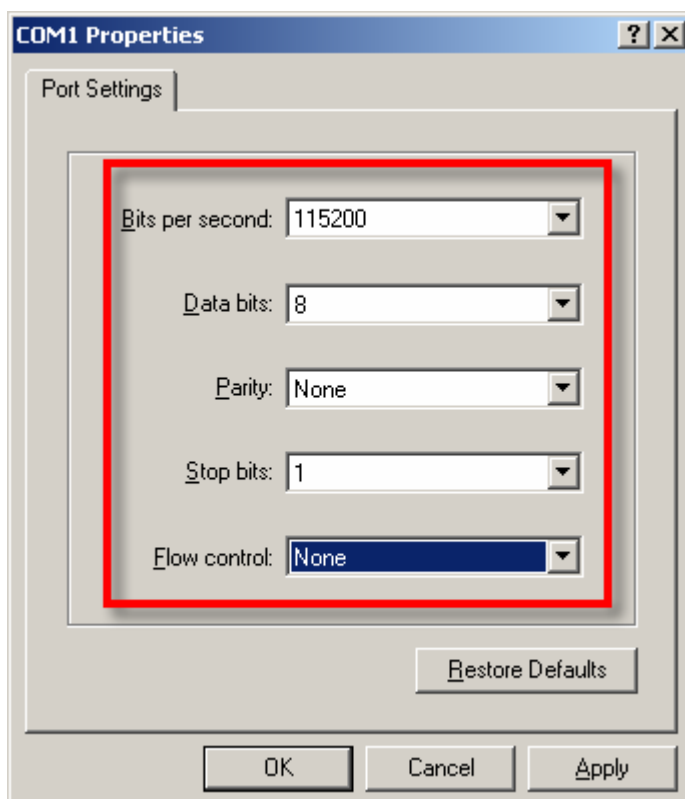 COM1 Properties
Port Settings
Bits per second: 115200
Data bits: 8
Parity: None
Stop bits: 1
Flow control: None
Restore Defaults
OK Cancel Apply